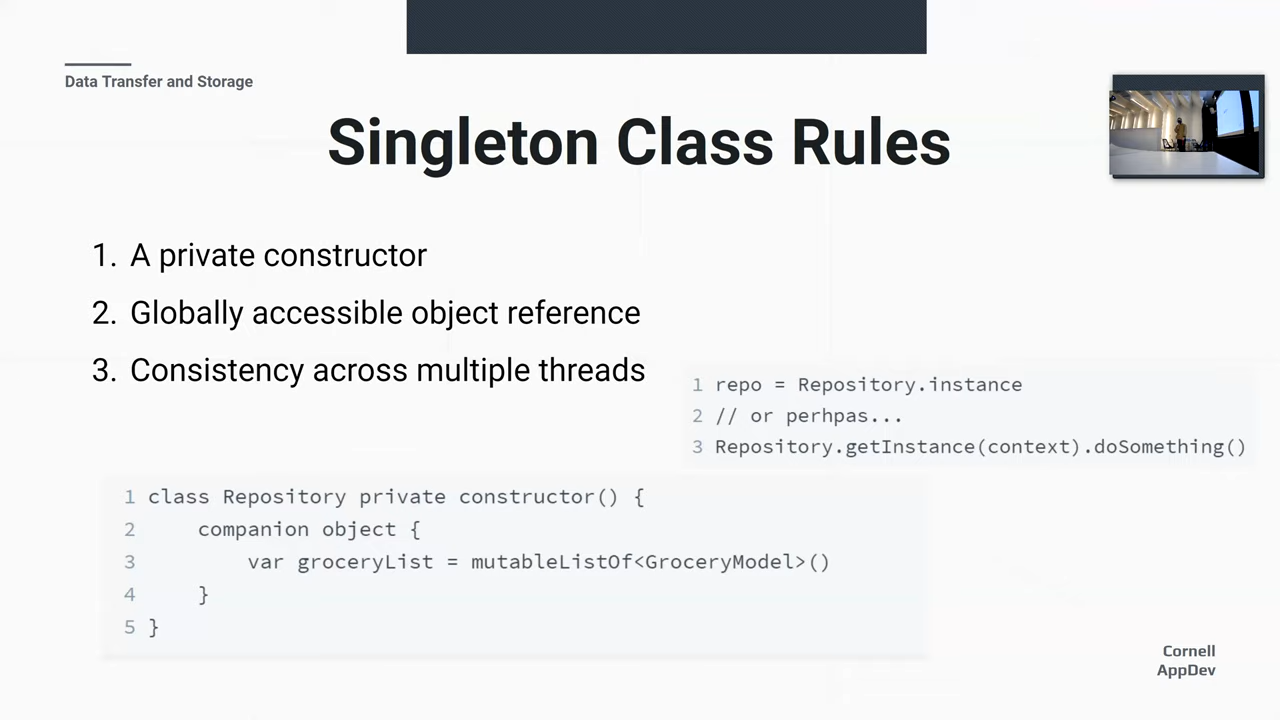 Data Transfer and Storage
Singleton Class Rules
1. A private constructor
2. Globally accessible object reference
3. Consistency across multiple threads
1 repo = Repository.instance
2 // or perhpas...
3 Repository.getInstance(context).doSomething()
1 class Repository private constructor() {
2     companion object {
3         var groceryList = mutableListOf<GroceryModel>()
4     }
5 }
Cornell
AppDev